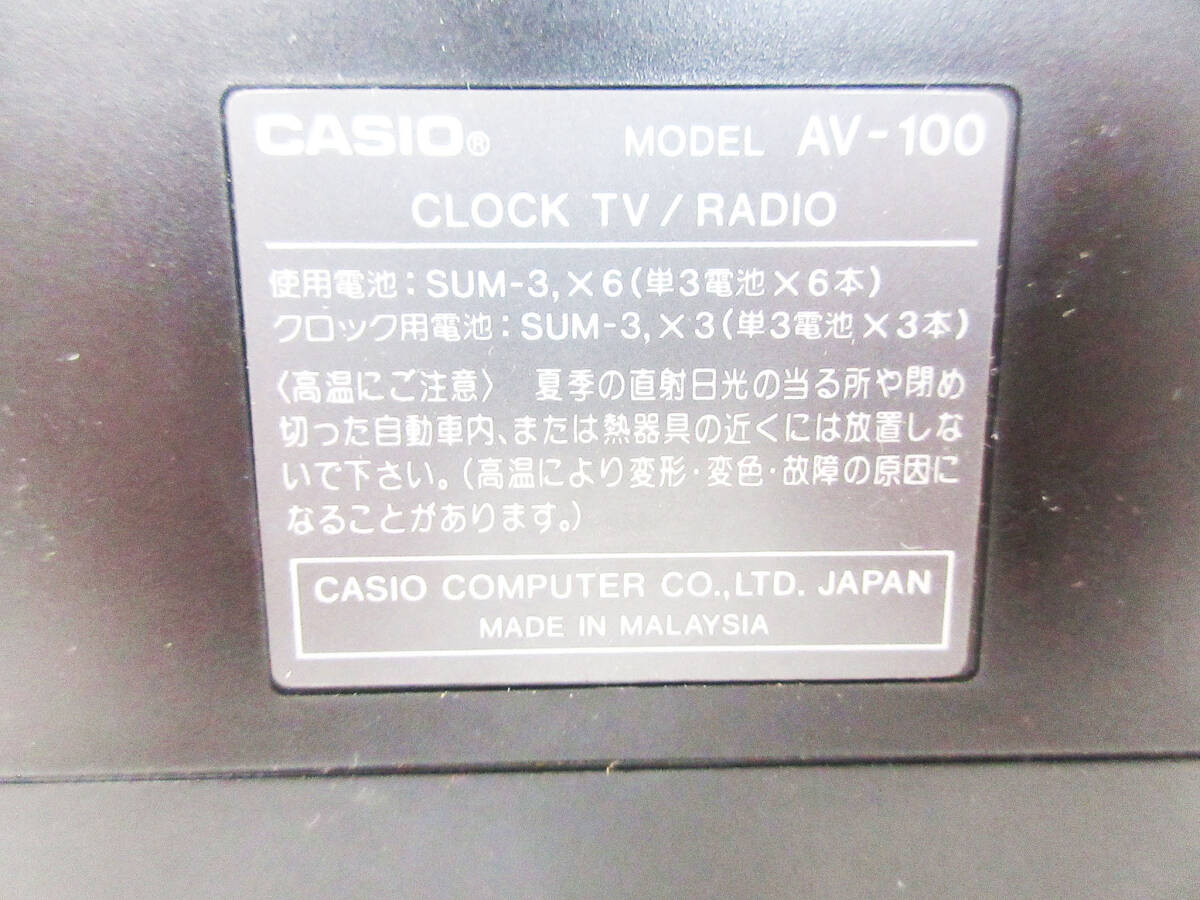 CASIO® MODEL AV-100
CLOCK TV/RADIO
使用電池：SUM-3,×6(単3電池×6本)
クロック用電池：SUM-3,×3(単3電池×3本)
〈高温にご注意〉 夏季の直射日光の当る所や閉め
切った自動車内、または熱器具の近くには放置しな
いで下さい。(高温により変形・変色・故障の原因に
なることがあります。)
CASIO COMPUTER CO.,LTD. JAPAN
MADE IN MALAYSIA